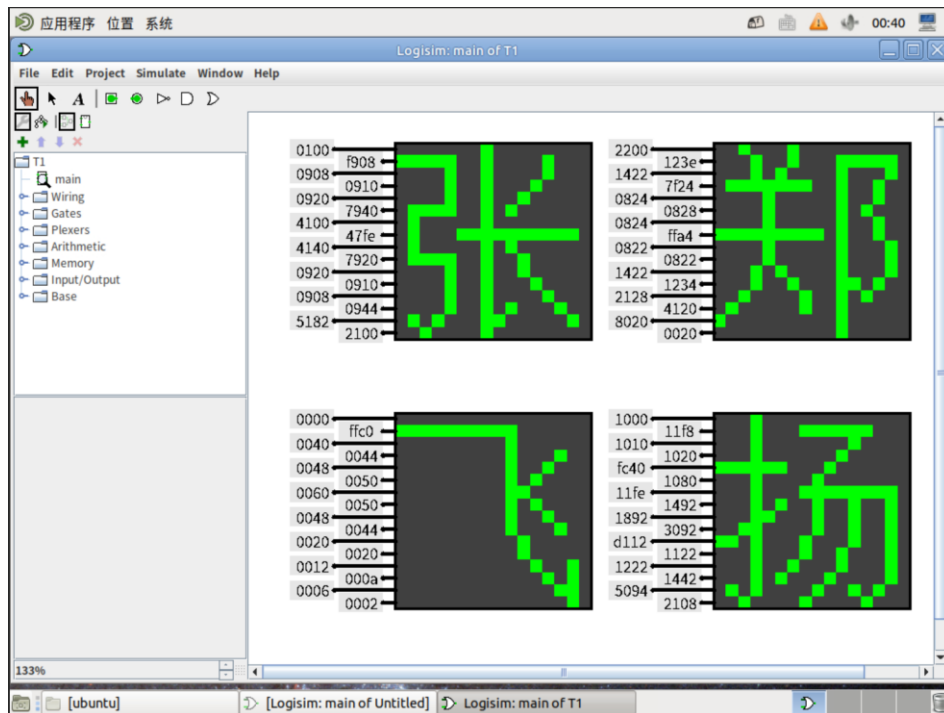 应用程序 位置 系统 00:40
Logisim: main of T1
File Edit Project Simulate Window Help
A
T1
main
Wiring
Gates
Plexers
Arithmetic
Memory
Input/Output
Base
0100
f908
0908
0910
0920
7940
4100
47fe
4140
7920
0920
0910
0908
0944
5182
2100
张
2200
123e
1422
7f24
0824
0828
0824
ffa4
0822
0822
1422
1234
2128
4120
8020
0020
郑
0000
ffc0
0040
0044
0048
0050
0060
0050
0048
0044
0020
0020
0012
000a
0006
0002
飞
1000
11f8
1010
1020
fc40
1080
11fe
1492
1892
3092
d112
1122
1222
1442
5094
2108
扬
133%
[ubuntu] [Logisim: main of Untitled] Logisim: main of T1